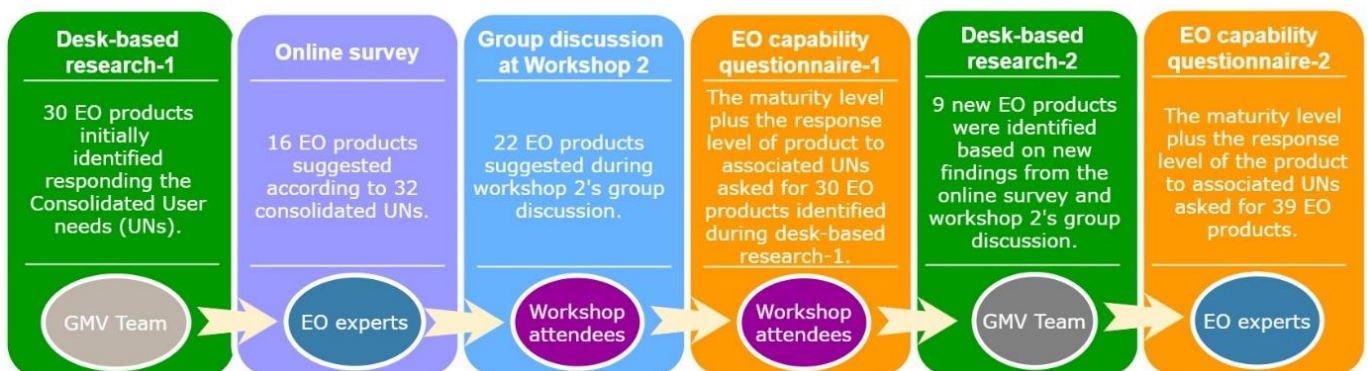 Desk-based
research-1
30 EO products
initially
identified
responding the
Consolidated User
needs (UNs).
GMV Team
Online survey
16 EO products
suggested
according to 32
consolidated UNs.
EO experts
Group discussion
at Workshop 2
22 EO products
suggested during
workshop 2's group
discussion.
Workshop
attendees
EO capability
questionnaire-1
The maturity level
plus the response
level of product to
associated UNs
asked for 30 EO
products identified
during desk-based
research-1.
Workshop
attendees
Desk-based
research-2
9 new EO products
were identified
based on new
findings from the
online survey and
workshop 2's group
discussion.
GMV Team
EO capability
questionnaire-2
The maturity level
plus the response
level of the product
to associated UNs
asked for 39 EO
products.
EO experts